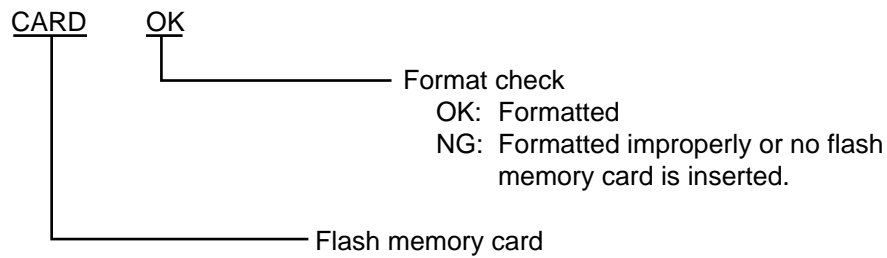 CARD OK
Format check
OK: Formatted
NG: Formatted improperly or no flash
memory card is inserted.
Flash memory card